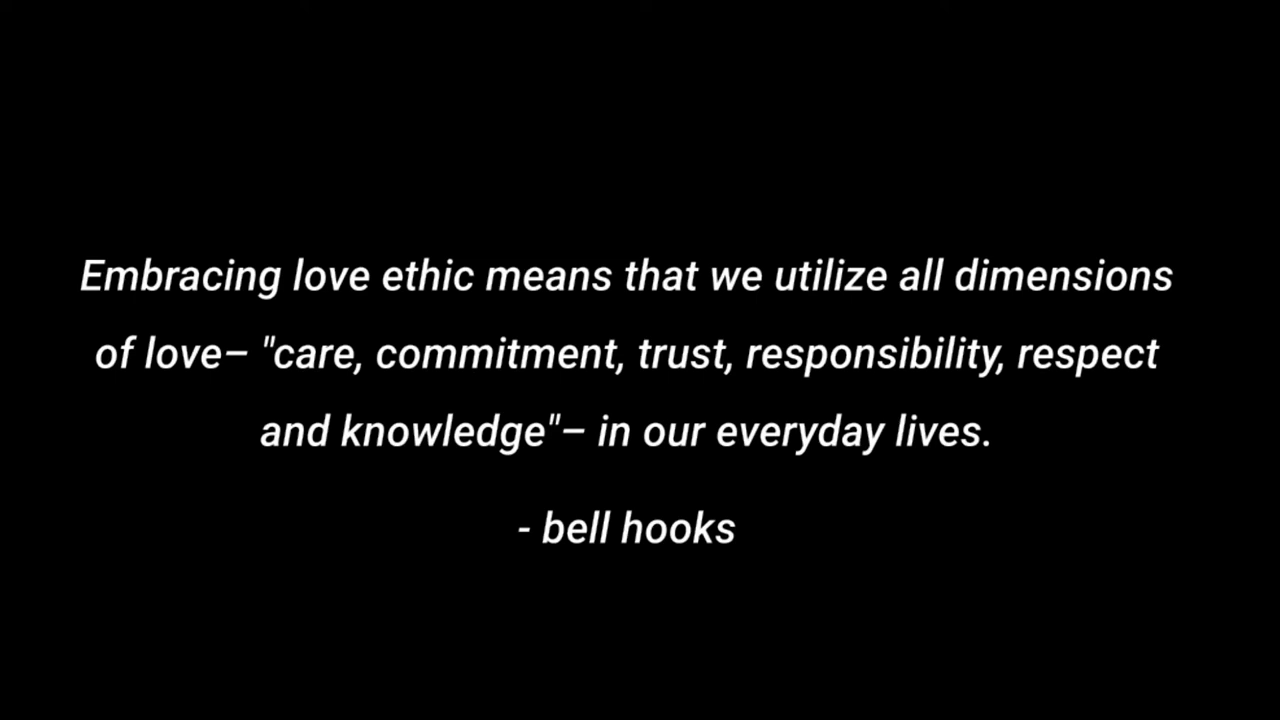 Embracing love ethic means that we utilize all dimensions
of love– "care, commitment, trust, responsibility, respect
and knowledge"– in our everyday lives.
- bell hooks